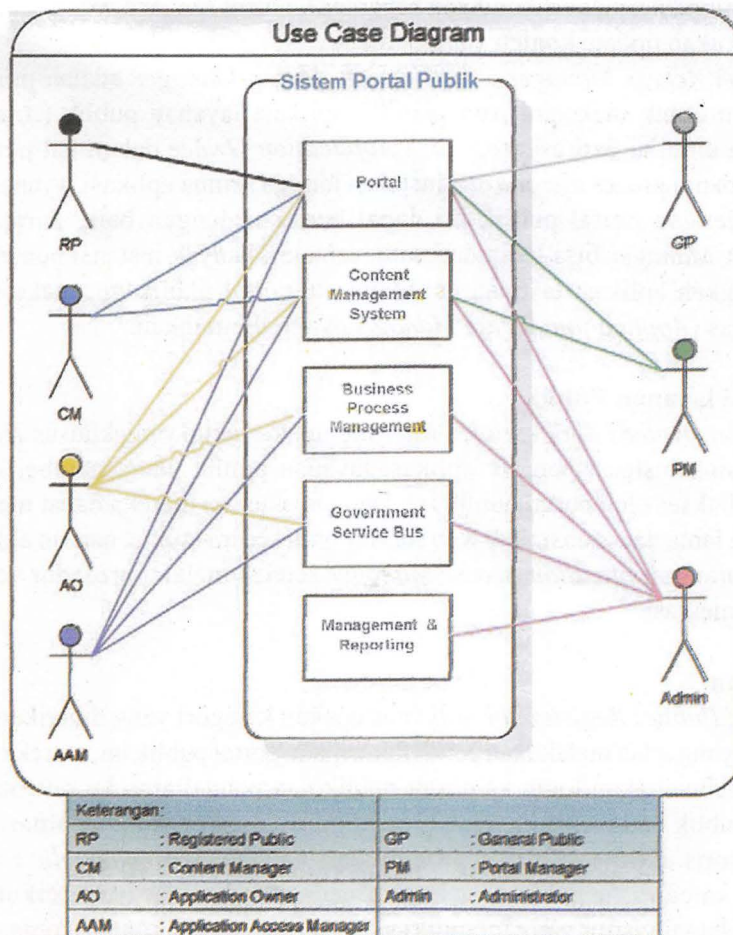 Use Case Diagram
Sistem Portal Publik
RP
Portal
GP
CM
Content
Management
System
PM
Business
Process
Management
AO
Government
Service Bus
AAM
Management &
Reporting
Admin
Keterangan:
RP : Registered Public GP : General Public
CM : Content Manager PM : Portal Manager
AO : Application Owner Admin : Administrator
AAM : Application Access Manager